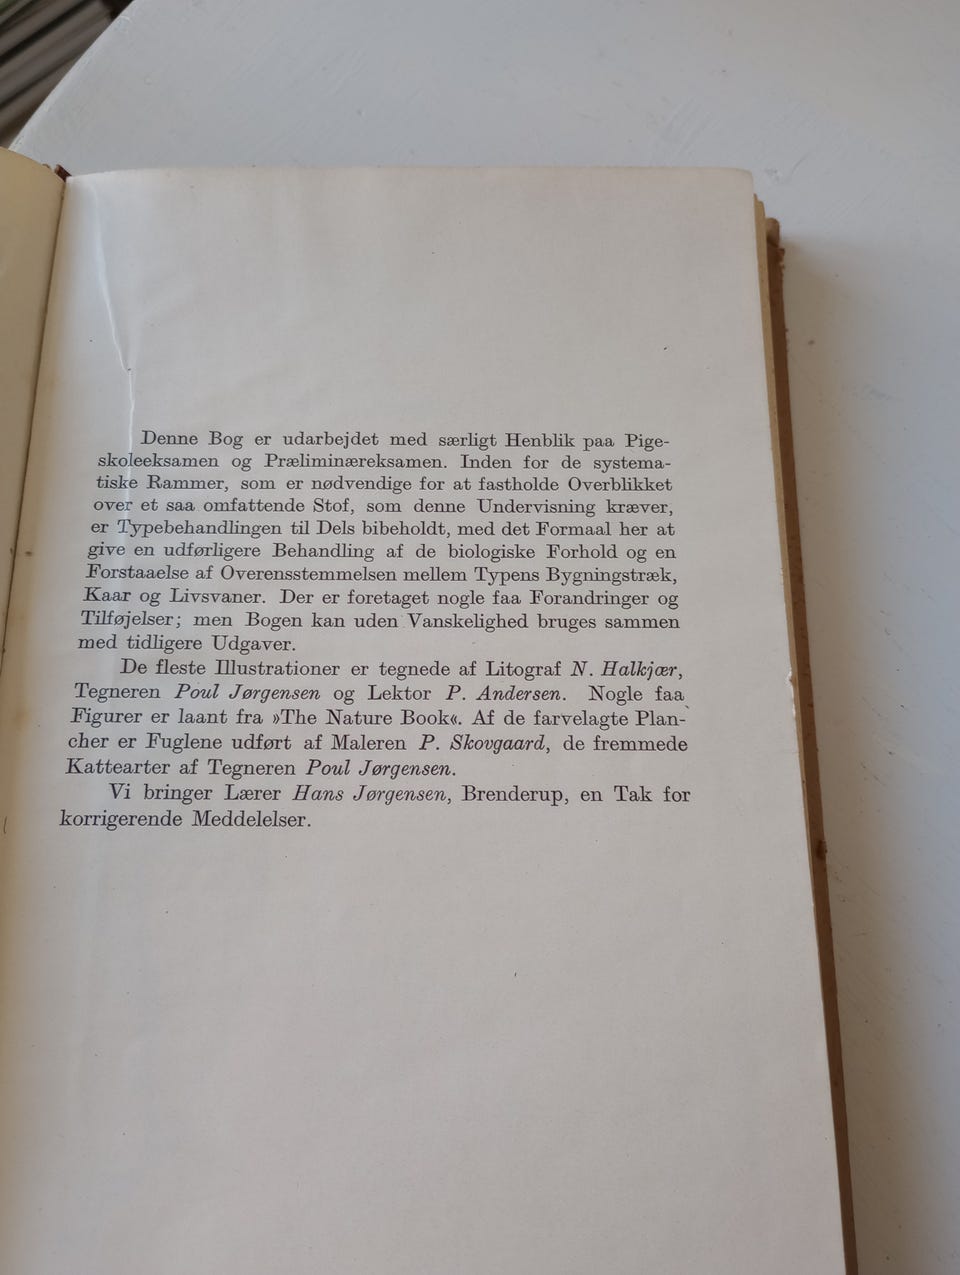 Denne Bog er udarbejdet med særligt Henblik paa Pige-
skoleeksamen og Præliminæreksamen. Inden for de systema-
tiske Rammer, som er nødvendige for at fastholde Overblikket
over et saa omfattende Stof, som denne Undervisning kræver,
er Typebehandlingen til Dels bibeholdt, med det Formaal her at
give en udførligere Behandling af de biologiske Forhold og en
Forstaaelse af Overensstemmelsen mellem Typens Bygningstræk,
Kaar og Livsvaner. Der er foretaget nogle faa Forandringer og
Tilføjelser; men Bogen kan uden Vanskelighed bruges sammen
med tidligere Udgaver.
De fleste Illustrationer er tegnede af Litograf N. Halkjær,
Tegneren Poul Jørgensen og Lektor P. Andersen. Nogle faa
Figurer er laant fra »The Nature Book«. Af de farvelagte Plan-
cher er Fuglene udført af Maleren P. Skovgaard, de fremmede
Kattearter af Tegneren Poul Jørgensen.
Vi bringer Lærer Hans Jørgensen, Brenderup, en Tak for
korrigerende Meddelelser.